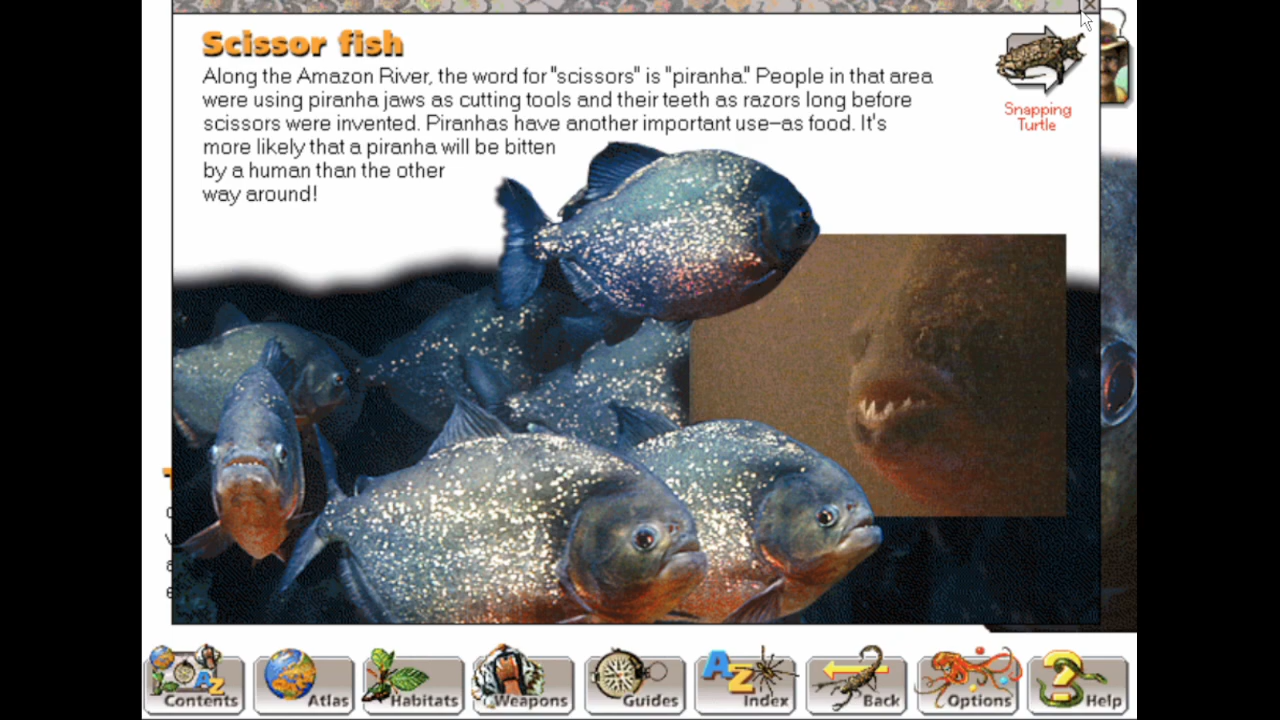 Scissor fish
Along the Amazon River, the word for "scissors" is "piranha." People in that area
were using piranha jaws as cutting tools and their teeth as razors long before
scissors were invented. Piranhas have another important use—as food. It's
more likely that a piranha will be bitten
by a human than the other
way around!
Snapping
Turtle
Contents
Atlas
Habitats
Weapons
Guides
AZ Index
Back
Options
? Help